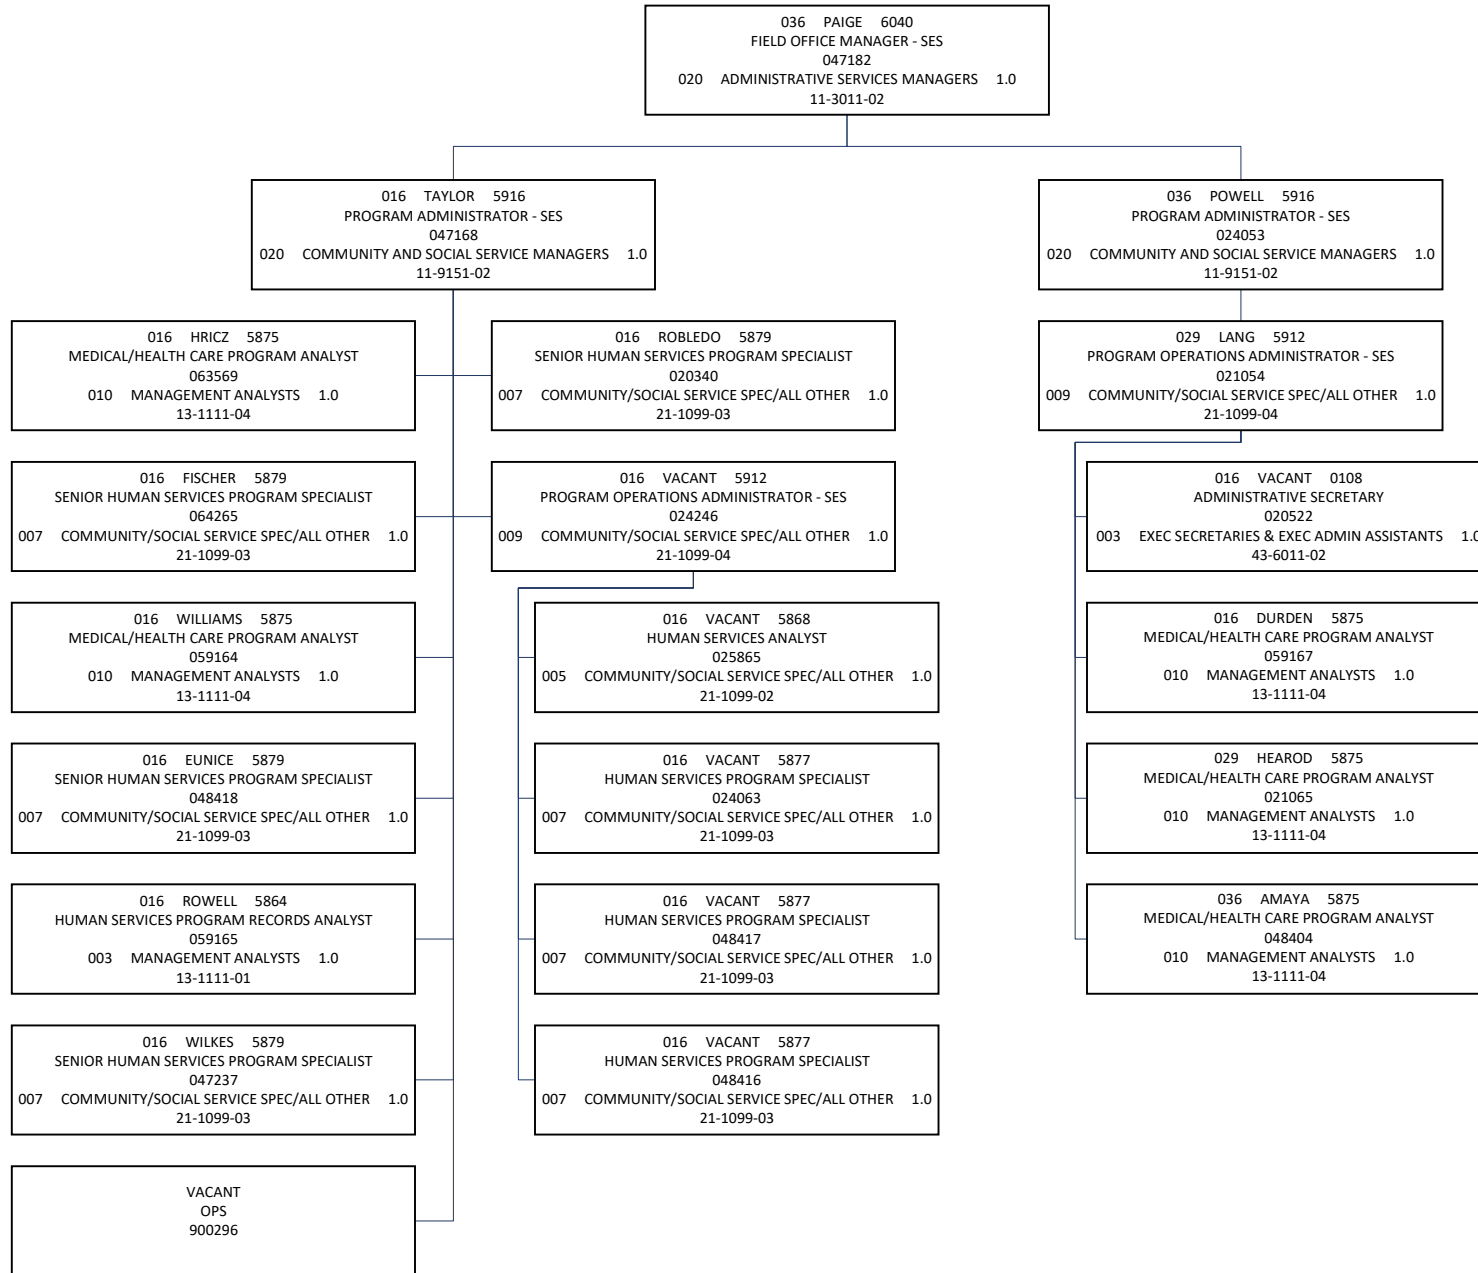 036 PAIGE 6040
FIELD OFFICE MANAGER - SES
047182
020 ADMINISTRATIVE SERVICES MANAGERS 1.0
11-3011-02
016 TAYLOR 5916
PROGRAM ADMINISTRATOR - SES
047168
020 COMMUNITY AND SOCIAL SERVICE MANAGERS 1.0
11-9151-02
036 POWELL 5916
PROGRAM ADMINISTRATOR - SES
024053
020 COMMUNITY AND SOCIAL SERVICE MANAGERS 1.0
11-9151-02
016 HRICZ 5875
MEDICAL/HEALTH CARE PROGRAM ANALYST
063569
010 MANAGEMENT ANALYSTS 1.0
13-1111-04
016 ROBLEDO 5879
SENIOR HUMAN SERVICES PROGRAM SPECIALIST
020340
007 COMMUNITY/SOCIAL SERVICE SPEC/ALL OTHER 1.0
21-1099-03
029 LANG 5912
PROGRAM OPERATIONS ADMINISTRATOR - SES
021054
009 COMMUNITY/SOCIAL SERVICE SPEC/ALL OTHER 1.0
21-1099-04
016 FISCHER 5879
SENIOR HUMAN SERVICES PROGRAM SPECIALIST
064265
007 COMMUNITY/SOCIAL SERVICE SPEC/ALL OTHER 1.0
21-1099-03
016 VACANT 5912
PROGRAM OPERATIONS ADMINISTRATOR - SES
024246
009 COMMUNITY/SOCIAL SERVICE SPEC/ALL OTHER 1.0
21-1099-04
016 VACANT 0108
ADMINISTRATIVE SECRETARY
020522
003 EXEC SECRETARIES & EXEC ADMIN ASSISTANTS 1.0
43-6011-02
016 WILLIAMS 5875
MEDICAL/HEALTH CARE PROGRAM ANALYST
059164
010 MANAGEMENT ANALYSTS 1.0
13-1111-04
016 VACANT 5868
HUMAN SERVICES ANALYST
025865
005 COMMUNITY/SOCIAL SERVICE SPEC/ALL OTHER 1.0
21-1099-02
016 DURDEN 5875
MEDICAL/HEALTH CARE PROGRAM ANALYST
059167
010 MANAGEMENT ANALYSTS 1.0
13-1111-04
016 EUNICE 5879
SENIOR HUMAN SERVICES PROGRAM SPECIALIST
048418
007 COMMUNITY/SOCIAL SERVICE SPEC/ALL OTHER 1.0
21-1099-03
016 VACANT 5877
HUMAN SERVICES PROGRAM SPECIALIST
024063
007 COMMUNITY/SOCIAL SERVICE SPEC/ALL OTHER 1.0
21-1099-03
029 HEAROD 5875
MEDICAL/HEALTH CARE PROGRAM ANALYST
021065
010 MANAGEMENT ANALYSTS 1.0
13-1111-04
016 ROWELL 5864
HUMAN SERVICES PROGRAM RECORDS ANALYST
059165
003 MANAGEMENT ANALYSTS 1.0
13-1111-01
016 VACANT 5877
HUMAN SERVICES PROGRAM SPECIALIST
048417
007 COMMUNITY/SOCIAL SERVICE SPEC/ALL OTHER 1.0
21-1099-03
036 AMAYA 5875
MEDICAL/HEALTH CARE PROGRAM ANALYST
048404
010 MANAGEMENT ANALYSTS 1.0
13-1111-04
016 WILKES 5879
SENIOR HUMAN SERVICES PROGRAM SPECIALIST
047237
007 COMMUNITY/SOCIAL SERVICE SPEC/ALL OTHER 1.0
21-1099-03
016 VACANT 5877
HUMAN SERVICES PROGRAM SPECIALIST
048416
007 COMMUNITY/SOCIAL SERVICE SPEC/ALL OTHER 1.0
21-1099-03
VACANT
OPS
900296